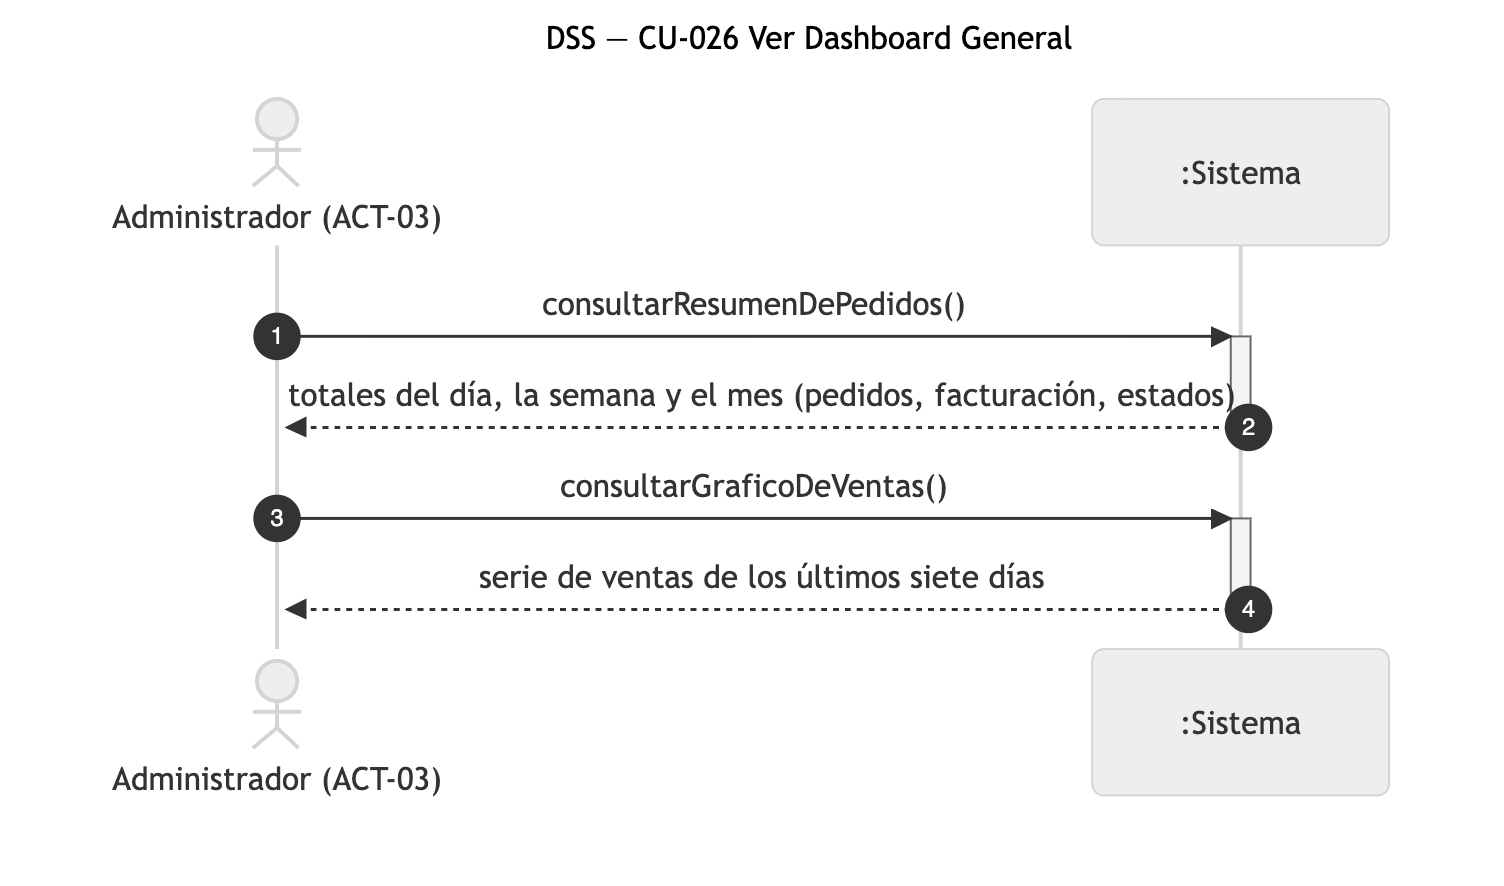 DSS — CU-026 Ver Dashboard General
Administrador (ACT-03)
:Sistema
consultarResumenDePedidos()
1
totales del día, la semana y el mes (pedidos, facturación, estados)
2
consultarGraficoDeVentas()
3
serie de ventas de los últimos siete días
4
Administrador (ACT-03)
:Sistema